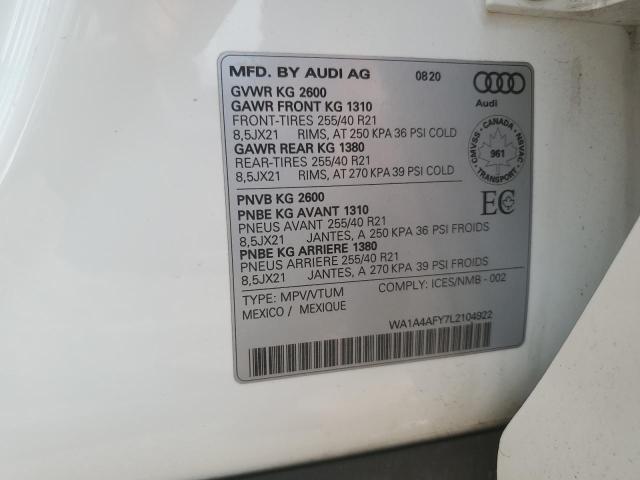 MFD. BY AUDI AG 08 20
Audi
GVWR KG 2600
GAWR FRONT KG 1310
FRONT-TIRES 255/40 R21
8,5JX21 RIMS, AT 250 KPA 36 PSI COLD
GAWR REAR KG 1380
REAR-TIRES 255/40 R21
8,5JX21 RIMS, AT 270 KPA 39 PSI COLD
CMVSS - CANADA - NSVAC
961
TRANSPORT
PNVB KG 2600
PNBE KG AVANT 1310
PNEUS AVANT 255/40 R21
8,5JX21 JANTES, A 250 KPA 36 PSI FROIDS
PNBE KG ARRIERE 1380
PNEUS ARRIERE 255/40 R21
8,5JX21 JANTES, A 270 KPA 39 PSI FROIDS
EC
TYPE: MPV/VTUM COMPLY: ICES/NMB - 002
MEXICO / MEXIQUE
WA1A4AFY7L2104922